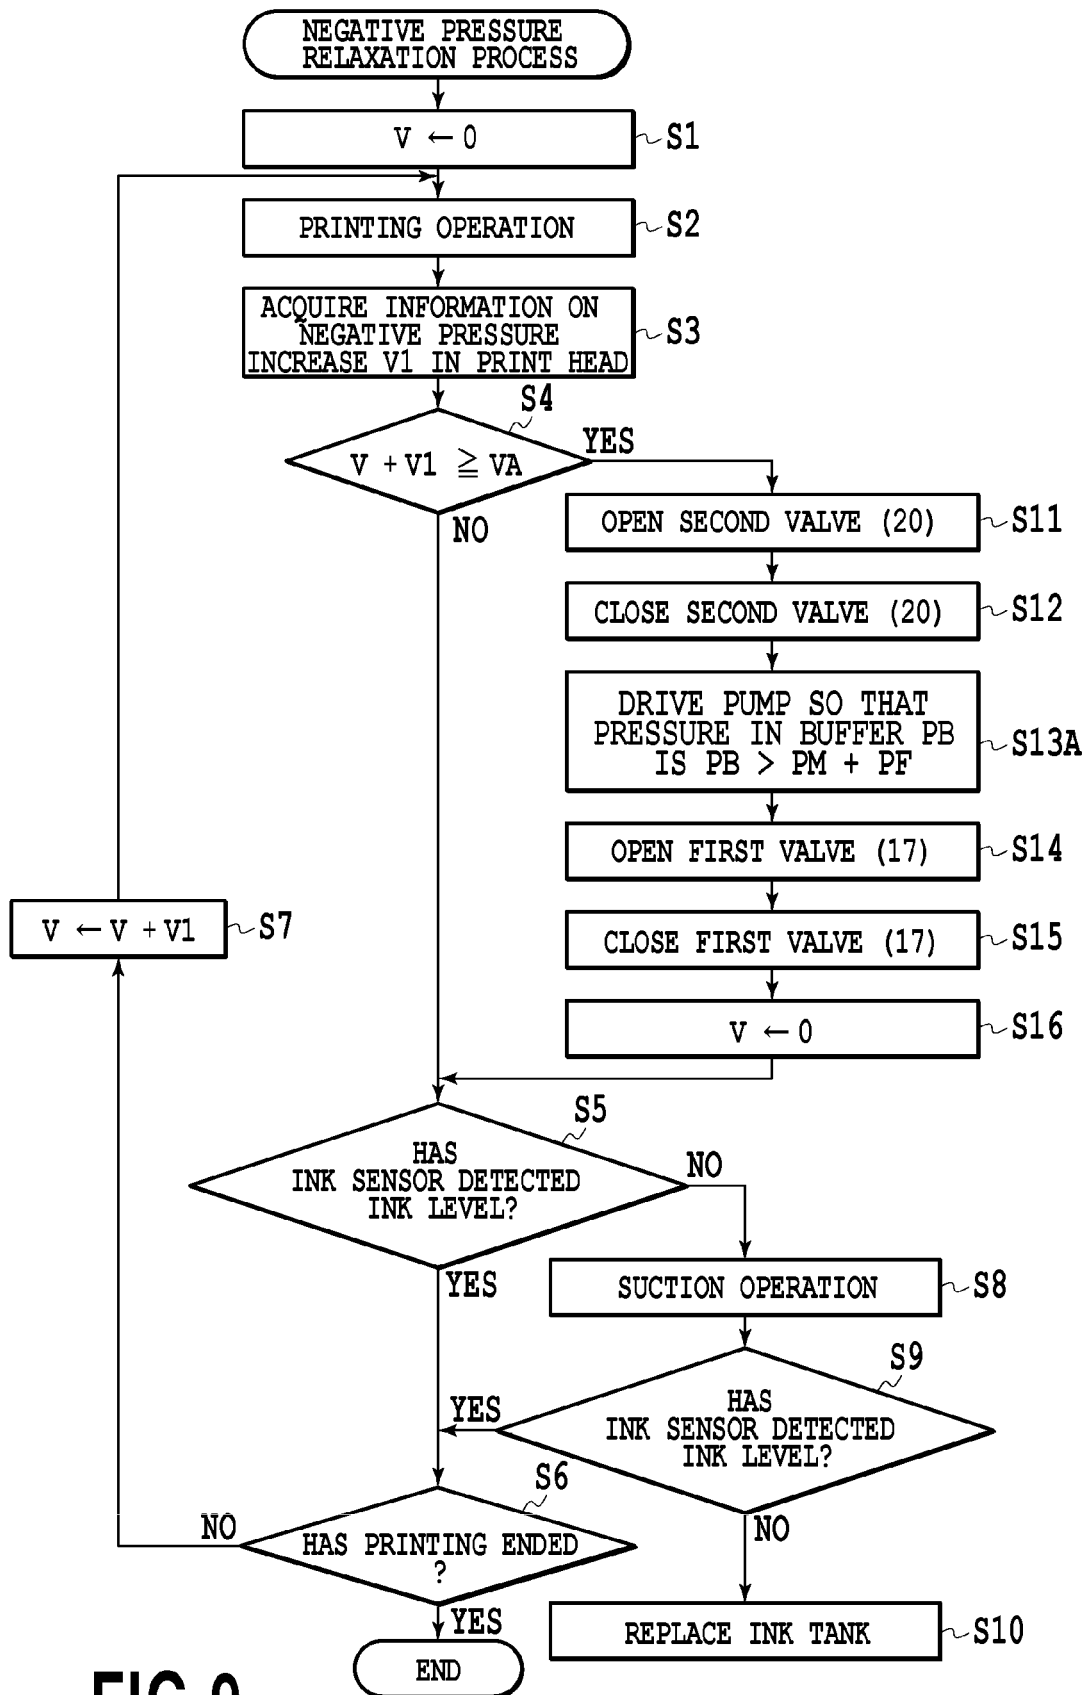 NEGATIVE PRESSURE
RELAXATION PROCESS
V ← 0
S1
PRINTING OPERATION
S2
ACQUIRE INFORMATION ON
NEGATIVE PRESSURE
INCREASE V1 IN PRINT HEAD
S3
S4
V + V1 ≧ VA
YES
NO
OPEN SECOND VALVE (20)
S11
CLOSE SECOND VALVE (20)
S12
DRIVE PUMP SO THAT
PRESSURE IN BUFFER PB
IS PB > PM + PF
S13A
OPEN FIRST VALVE (17)
S14
V ← V + V1
S7
CLOSE FIRST VALVE (17)
S15
V ← 0
S16
S5
HAS
INK SENSOR DETECTED
INK LEVEL?
NO
YES
SUCTION OPERATION
S8
S9
HAS
INK SENSOR DETECTED
INK LEVEL?
YES
NO
S6
HAS PRINTING ENDED
?
NO
YES
REPLACE INK TANK
S10
END